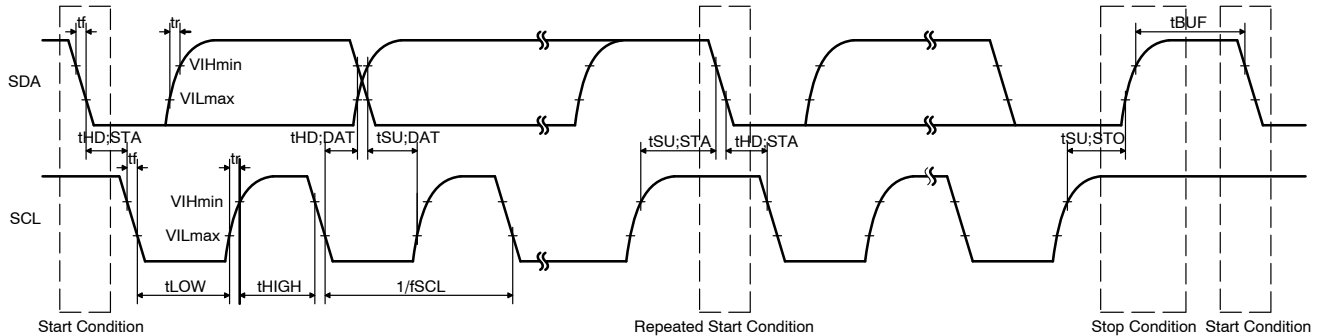 tf
tr
tBUF
SDA
VIHmin
VILmax
tHD;STA
tHD;DAT
tSU;DAT
tSU;STA
tHD;STA
tSU;STO
tf
tr
SCL
VIHmin
VILmax
tLOW
tHIGH
1/fSCL
Start Condition
Repeated Start Condition
Stop Condition
Start Condition